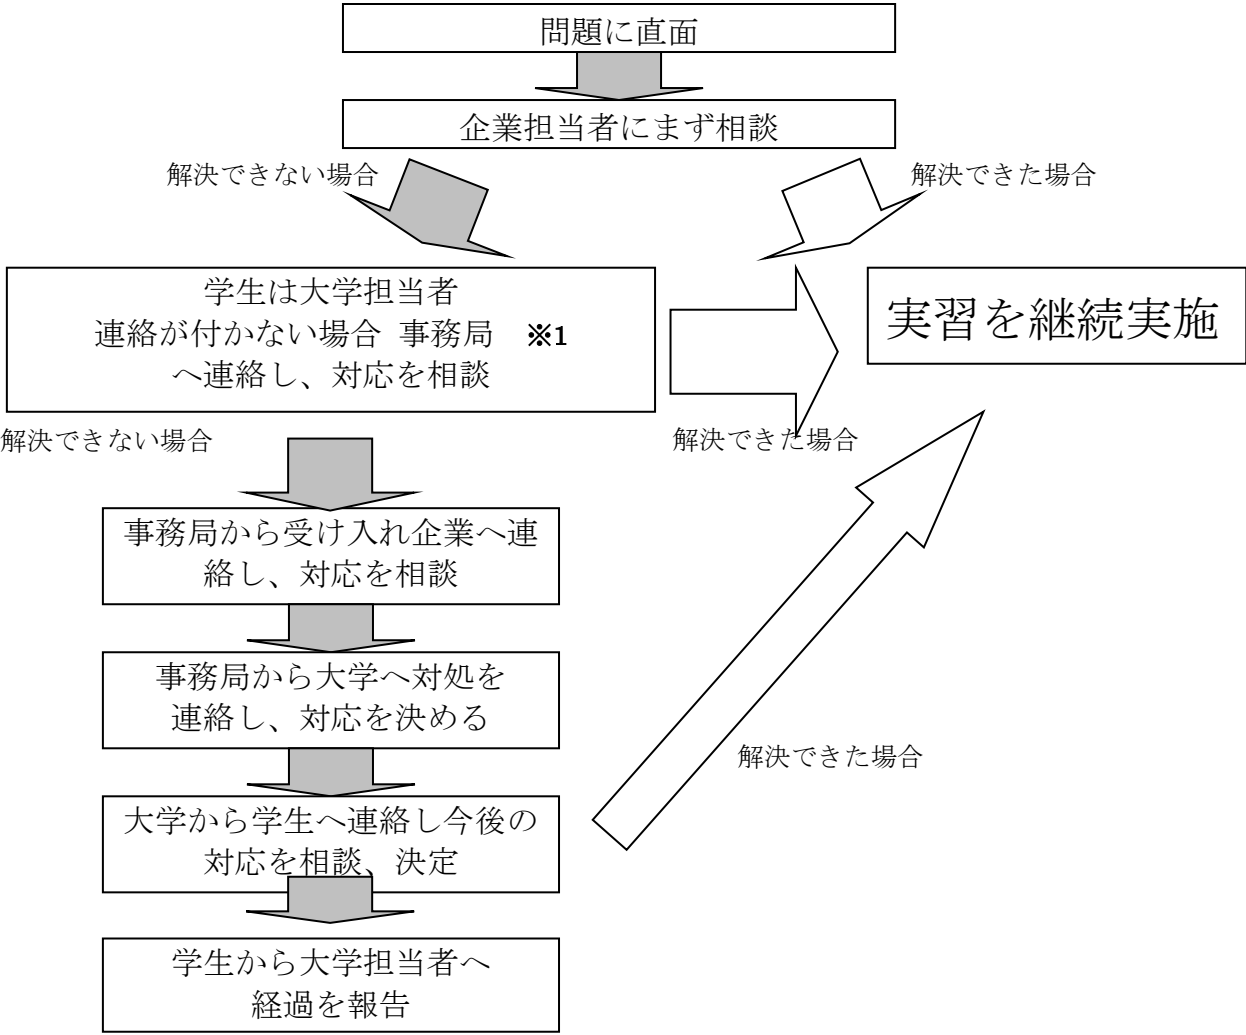 問題に直面
企業担当者にまず相談
解決できない場合
解決できた場合
学生は大学担当者
連絡が付かない場合 事務局 ※1
へ連絡し、対応を相談
実習を継続実施
解決できない場合
解決できた場合
事務局から受け入れ企業へ連
絡し、対応を相談
事務局から大学へ対処を
連絡し、対応を決める
解決できた場合
大学から学生へ連絡し今後の
対応を相談、決定
学生から大学担当者へ
経過を報告